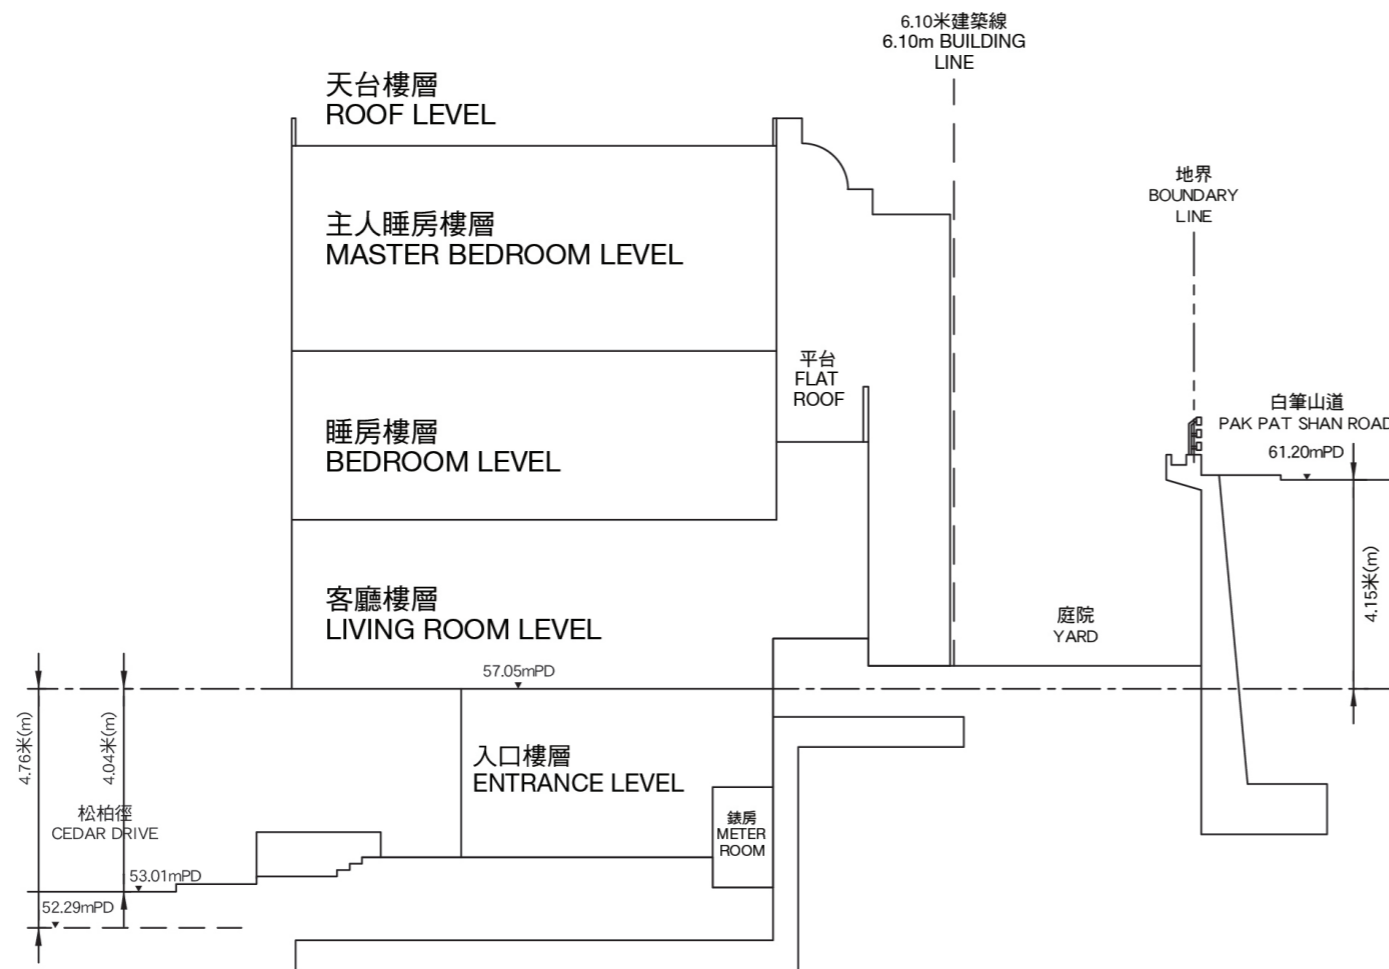 6.10米建築線
6.10m BUILDING
LINE
天台樓層
ROOF LEVEL
地界
BOUNDARY
LINE
主人睡房樓層
MASTER BEDROOM LEVEL
平台
FLAT
ROOF
白筆山道
PAK PAT SHAN ROAD
61.20mPD
睡房樓層
BEDROOM LEVEL
4.15米(m)
客廳樓層
LIVING ROOM LEVEL
庭院
YARD
57.05mPD
4.76米(m)
4.04米(m)
入口樓層
ENTRANCE LEVEL
松柏徑
CEDAR DRIVE
錶房
METER
ROOM
53.01mPD
52.29mPD